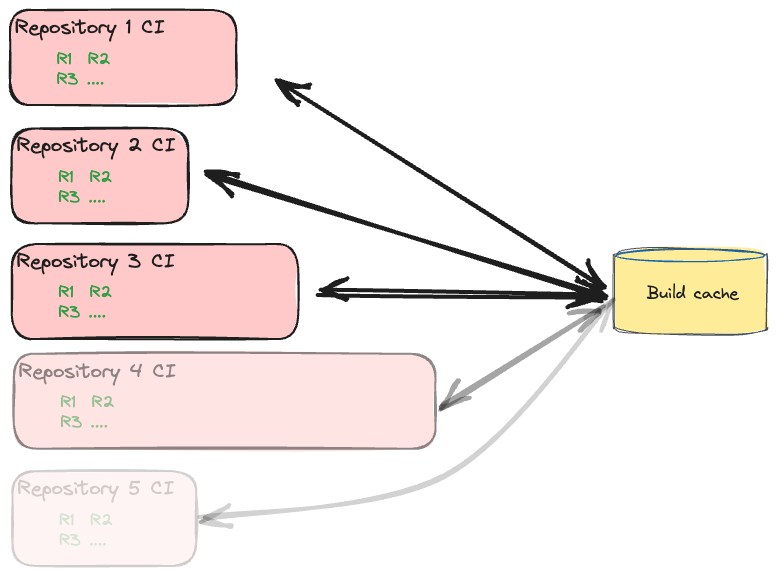 Repository 1 CI
R1 R2
R3 ....
Repository 2 CI
R1 R2
R3 ....
Repository 3 CI
R1 R2
R3 ....
Build cache
Repository 4 CI
R1 R2
R3 ....
Repository 5 CI
R1 R2
R3 ....